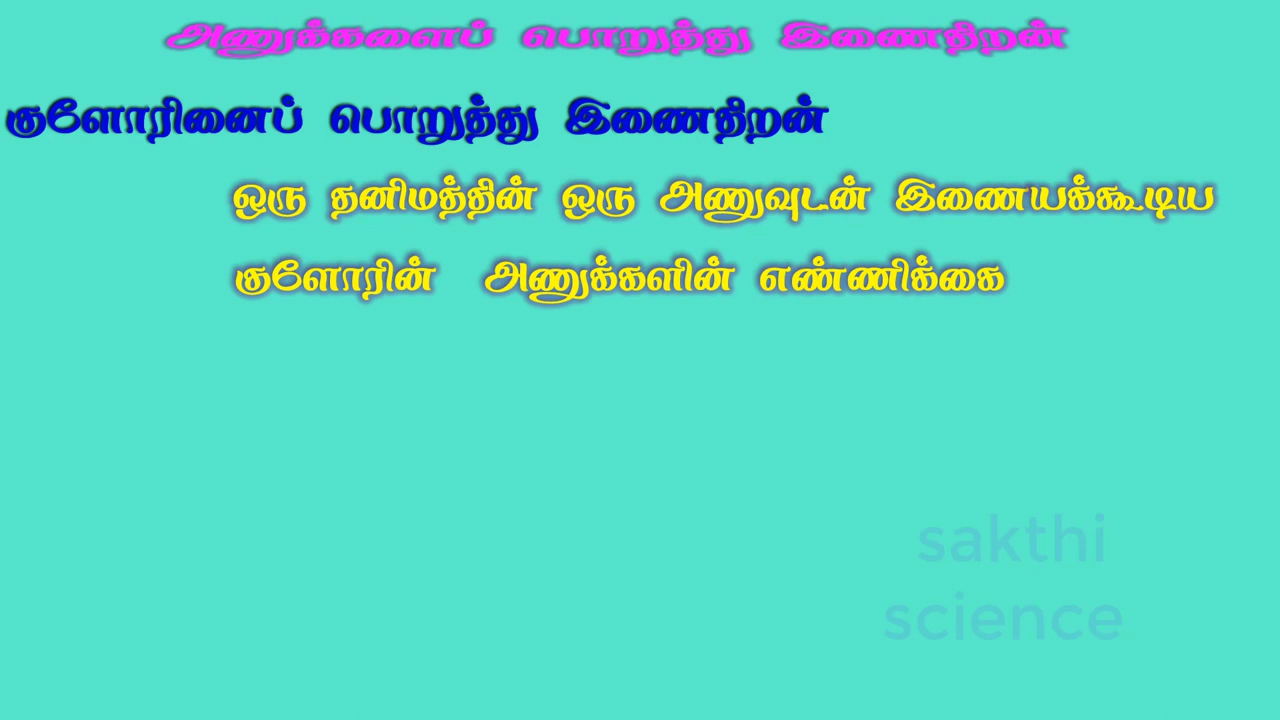 அணுக்களைப் பொறுத்து இணைதிறன்
குளோரினைப் பொறுத்து இணைதிறன்
ஒரு தனிமத்தின் ஒரு அணுவுடன் இணையக்கூடிய
குளோரின் அணுக்களின் எண்ணிக்கை
sakthi
science